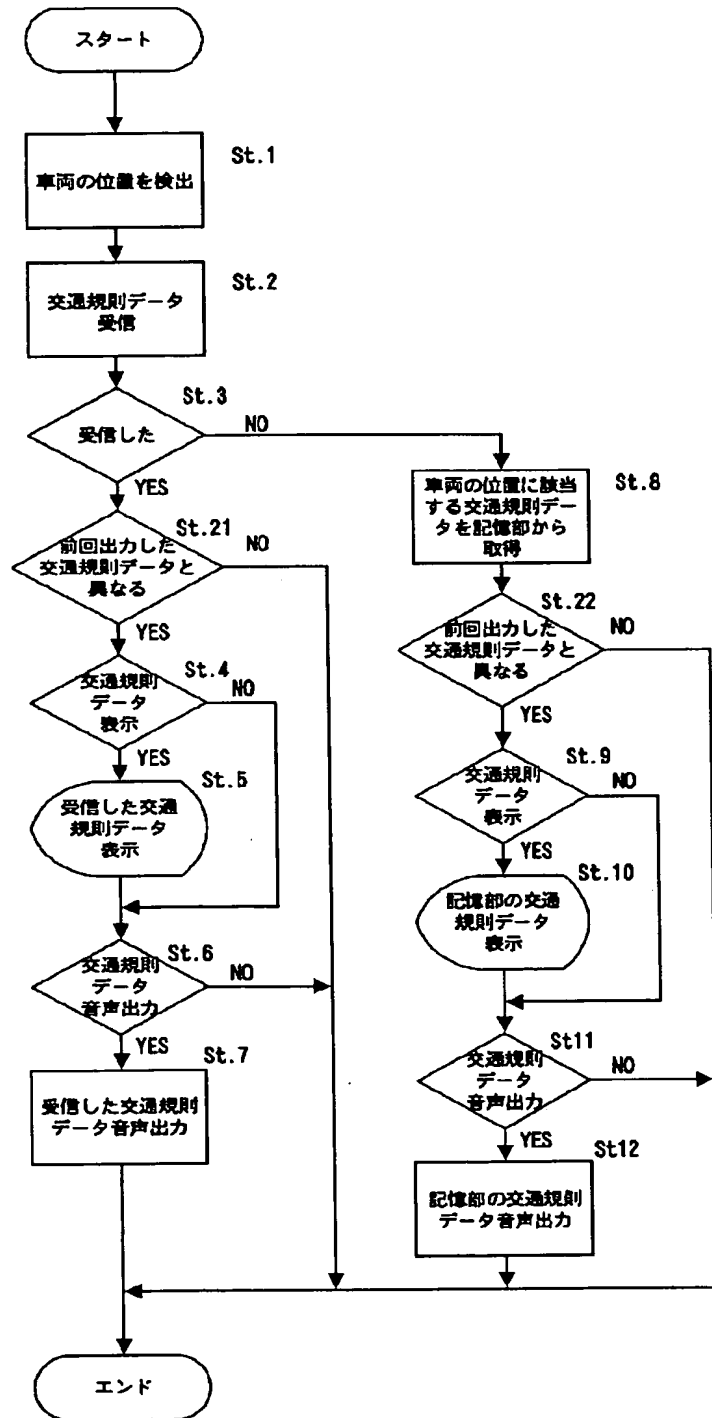 スタート
St.1
車両の位置を検出
St.2
交通規則データ
受信
St.3
受信した
NO
YES
St.21
前回出力した
交通規則データと
異なる
NO
YES
St.4
交通規則
データ
表示
NO
YES
St.5
受信した交通
規則データ
表示
St.6
交通規則
データ
音声出力
NO
YES
St.7
受信した交通規則
データ音声出力
St.8
車両の位置に該当
する交通規則デー
タを記憶部から
取得
St.22
前回出力した
交通規則データと
異なる
NO
YES
St.9
交通規則
データ
表示
NO
YES
St.10
記憶部の交通
規則データ
表示
St11
交通規則
データ
音声出力
NO
YES
St12
記憶部の交通規則
データ音声出力
エンド